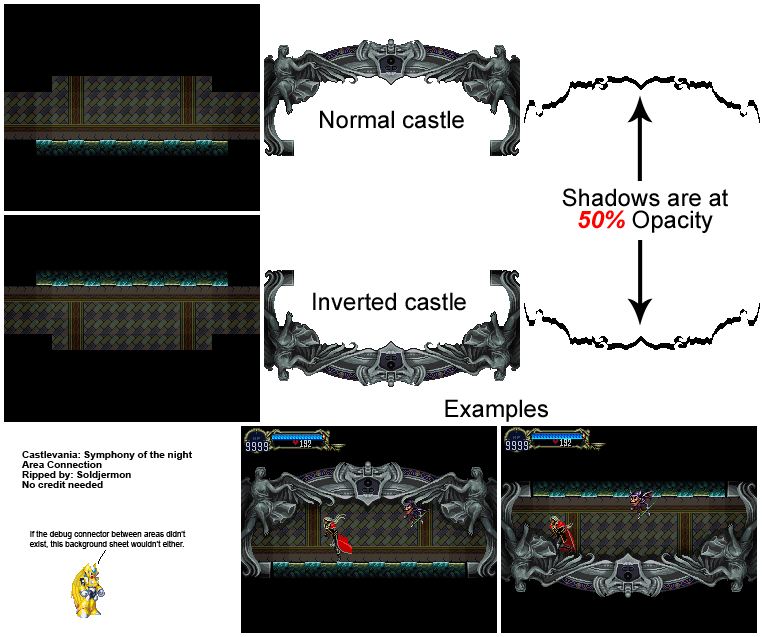 Normal castle
Shadows are at
50% Opacity
Inverted castle
Examples
Castlevania: Symphony of the night
Area Connection
Ripped by: Soldjermon
No credit needed
If the debug connector between areas didn't
exist, this background sheet wouldn't either.
HP
9999
192
HP
9999
192